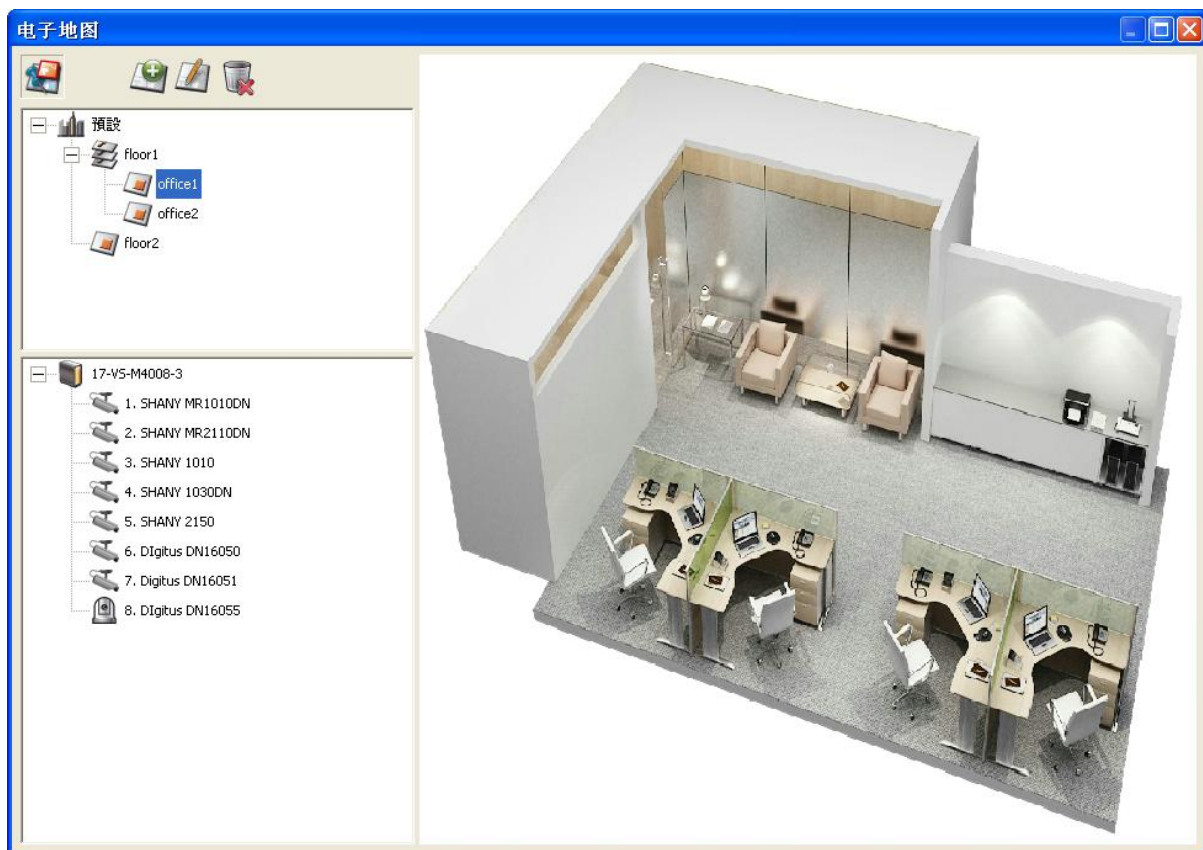 电子地图
預設
floor1
office1
office2
floor2
17-VS-M4008-3
1. SHANY MR1010DN
2. SHANY MR2110DN
3. SHANY 1010
4. SHANY 1030DN
5. SHANY 2150
6. DIgitus DN16050
7. Digitus DN16051
8. DIgitus DN16055